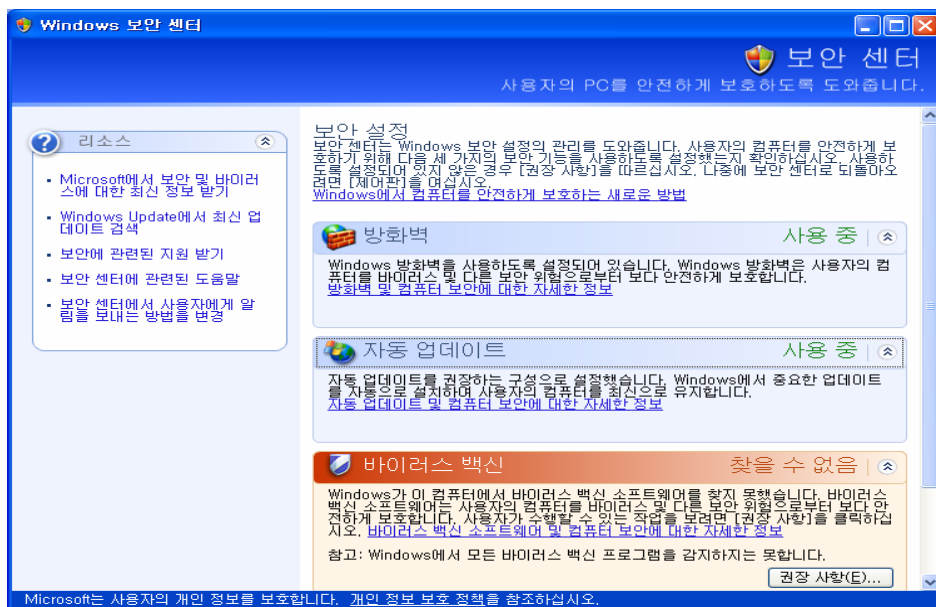 Windows 보안 센터
보안 센터
사용자의 PC를 안전하게 보호하도록 도와줍니다.
리소스
• Microsoft에서 보안 및 바이러
스에 대한 최신 정보 받기
• Windows Update에서 최신 업
데이트 검색
• 보안에 관련된 지원 받기
• 보안 센터에 관련된 도움말
• 보안 센터에서 사용자에게 알
림을 보내는 방법을 변경
보안 설정
보안 센터는 Windows 보안 설정의 관리를 도와줍니다. 사용자의 컴퓨터를 안전하게 보
호하기 위해 다음 세 가지의 보안 기능을 사용하도록 설정했는지 확인하십시오. 사용하
도록 설정되어 있지 않은 경우 [권장 사항]을 따르십시오. 나중에 보안 센터로 되돌아오
려면 [제어판]을 여십시오.
Windows에서 컴퓨터를 안전하게 보호하는 새로운 방법
방화벽 사용 중
Windows 방화벽을 사용하도록 설정되어 있습니다. Windows 방화벽은 사용자의 컴
퓨터를 바이러스 및 다른 보안 위험으로부터 보다 안전하게 보호합니다.
방화벽 및 컴퓨터 보안에 대한 자세한 정보
자동 업데이트 사용 중
자동 업데이트를 권장하는 구성으로 설정했습니다. Windows에서 중요한 업데이트
를 자동으로 설치하여 사용자의 컴퓨터를 최신으로 유지합니다.
자동 업데이트 및 컴퓨터 보안에 대한 자세한 정보
바이러스 백신 찾을 수 없음
Windows가 이 컴퓨터에서 바이러스 백신 소프트웨어를 찾지 못했습니다. 바이러스
백신 소프트웨어는 사용자의 컴퓨터를 바이러스 및 다른 보안 위험으로부터 보다 안
전하게 보호합니다. 사용자가 수행할 수 있는 작업을 보려면 [권장 사항]을 클릭하십
시오. 바이러스 백신 소프트웨어 및 컴퓨터 보안에 대한 자세한 정보
참고: Windows에서 모든 바이러스 백신 프로그램을 감지하지는 못합니다.
권장 사항(E)...
Microsoft는 사용자의 개인 정보를 보호합니다. 개인 정보 보호 정책을 참조하십시오.